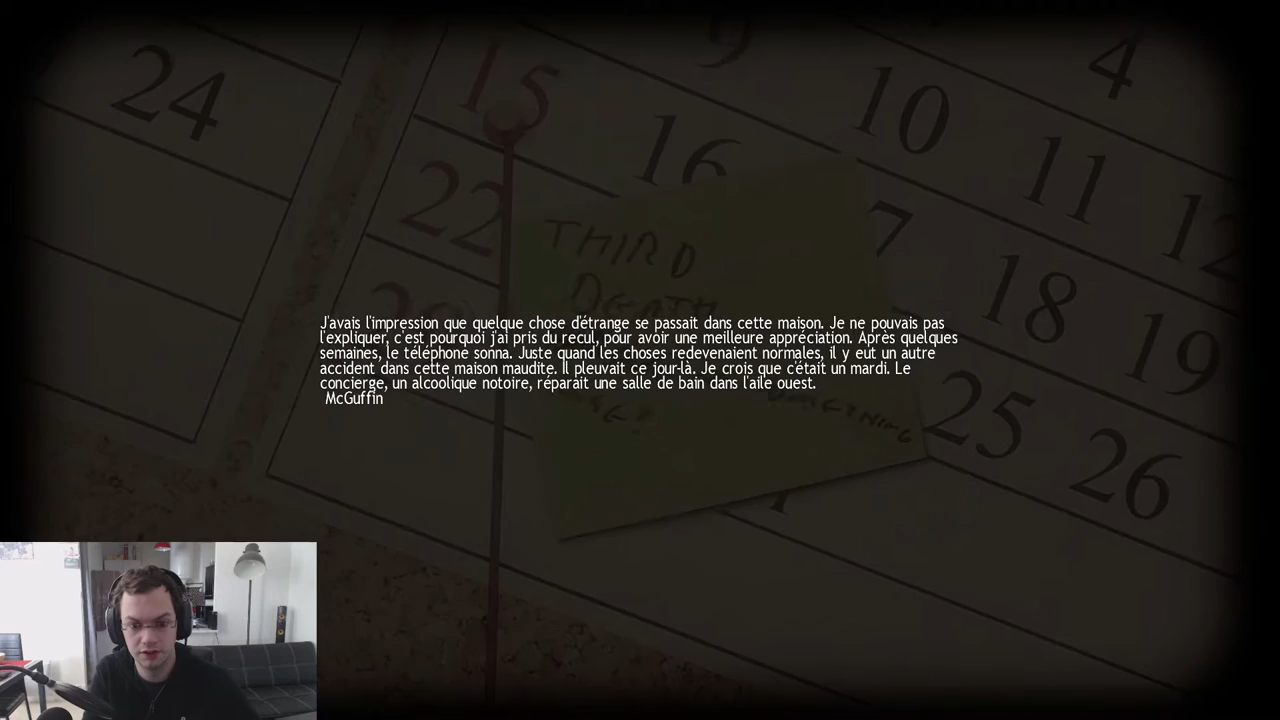 24
15
9
4
16
10
11
12
22
7
18
19
25
26
THIRD
DEATH
J'avais l'impression que quelque chose d'étrange se passait dans cette maison. Je ne pouvais pas
l'expliquer, c'est pourquoi j'ai pris du recul, pour avoir une meilleure appréciation. Après quelques
semaines, le téléphone sonna. Juste quand les choses redevenaient normales, il y eut un autre
accident dans cette maison maudite. Il pleuvait ce jour-là. Je crois que c'était un mardi. Le
concierge, un alcoolique notoire, réparait une salle de bain dans l'aile ouest.
McGuffin